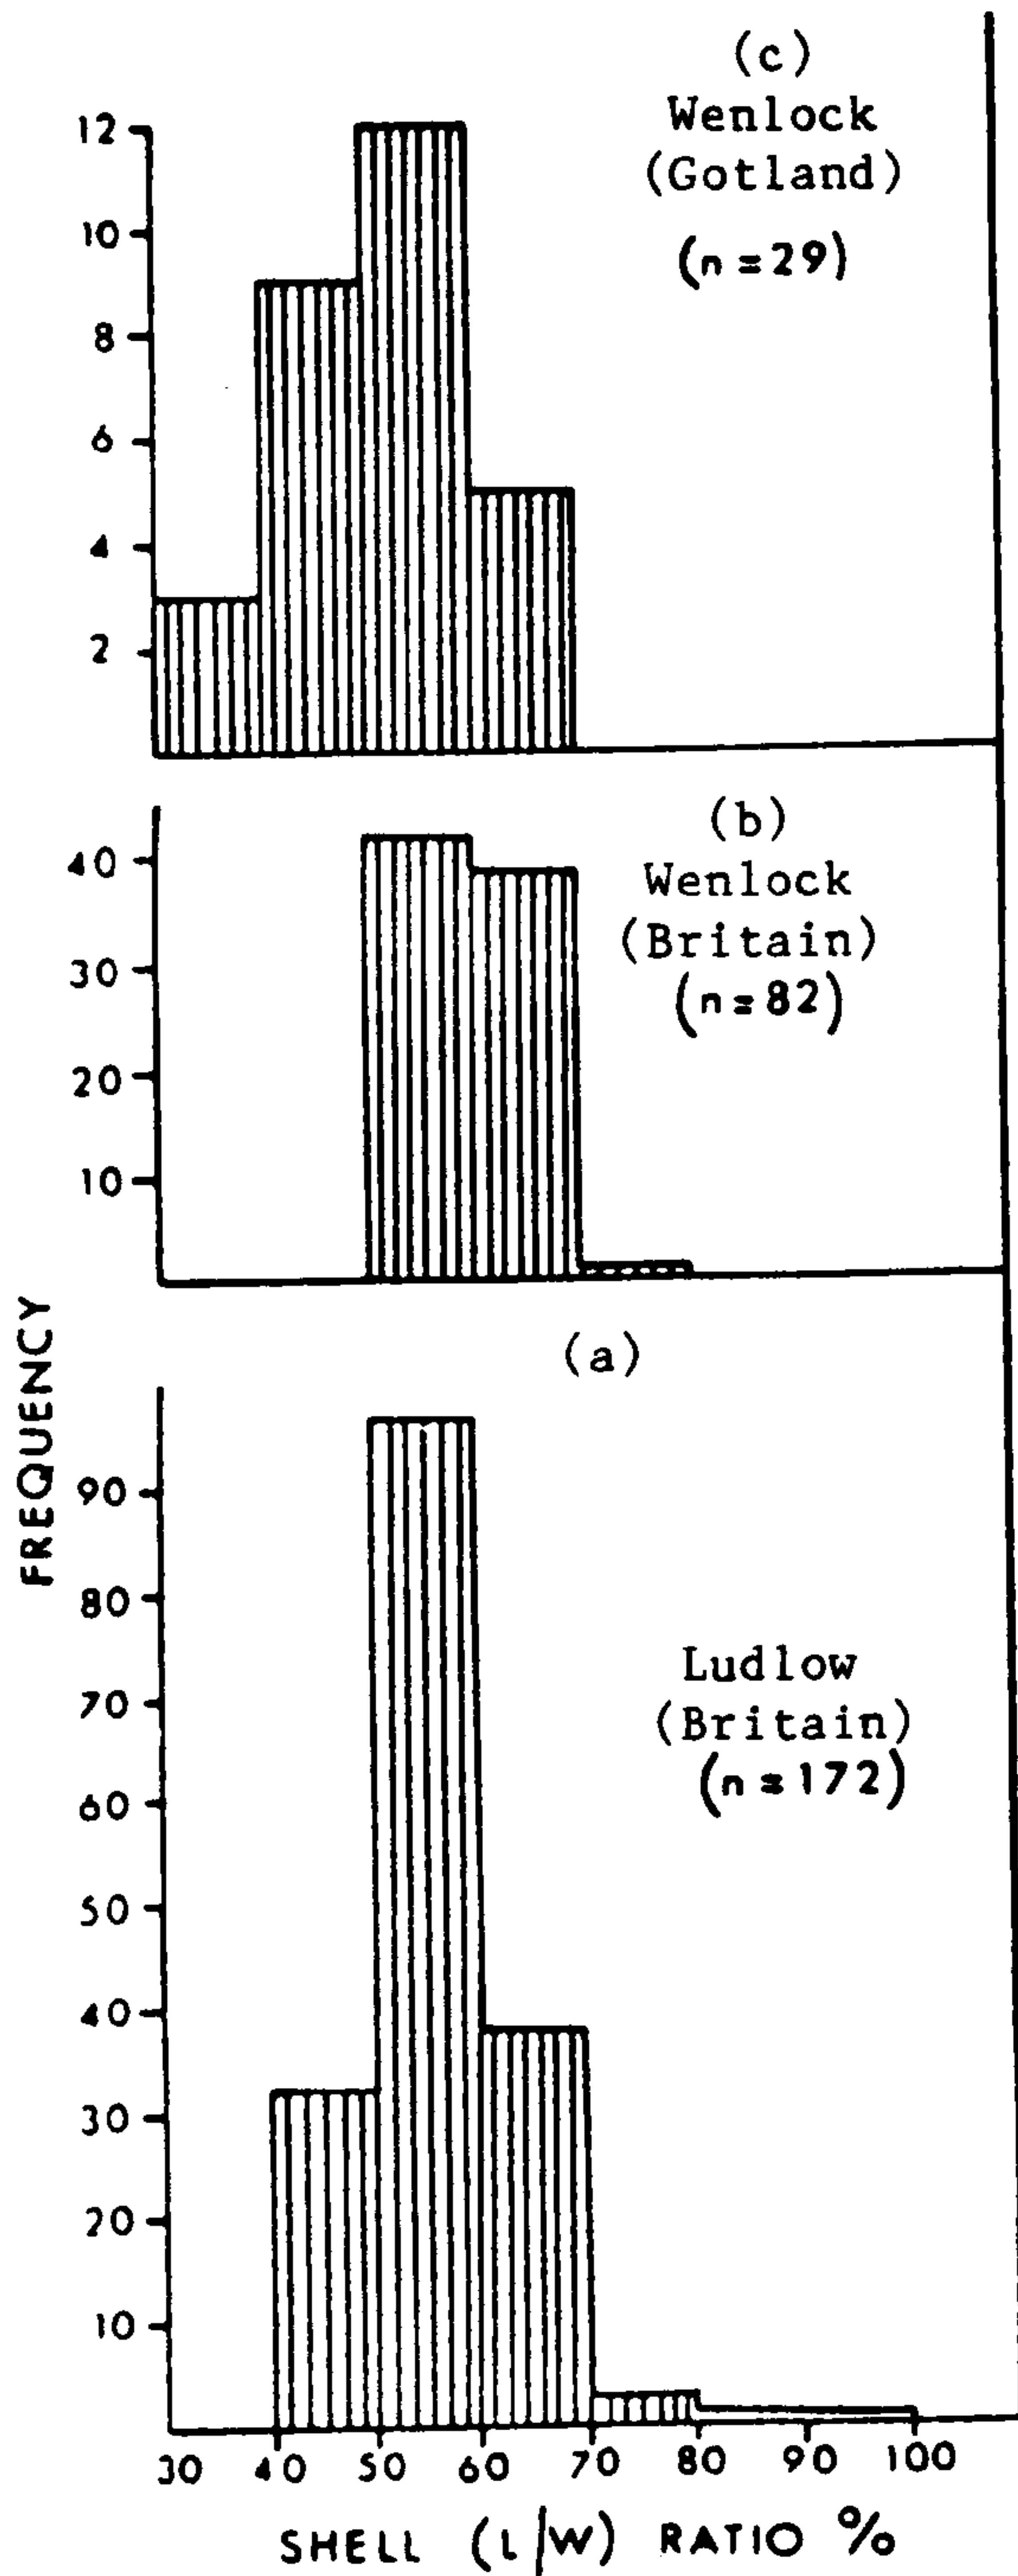 (c)
Wenlock
(Gotland)
(n=29)
12
10
8
6
4
2
(b)
Wenlock
(Britain)
(n=82)
40
30
20
10
(a)
Ludlow
(Britain)
(n=172)
90
80
70
60
50
40
30
20
10
FREQUENCY
30 40 50 60 70 80 90 100
SHELL (L/W) RATIO %